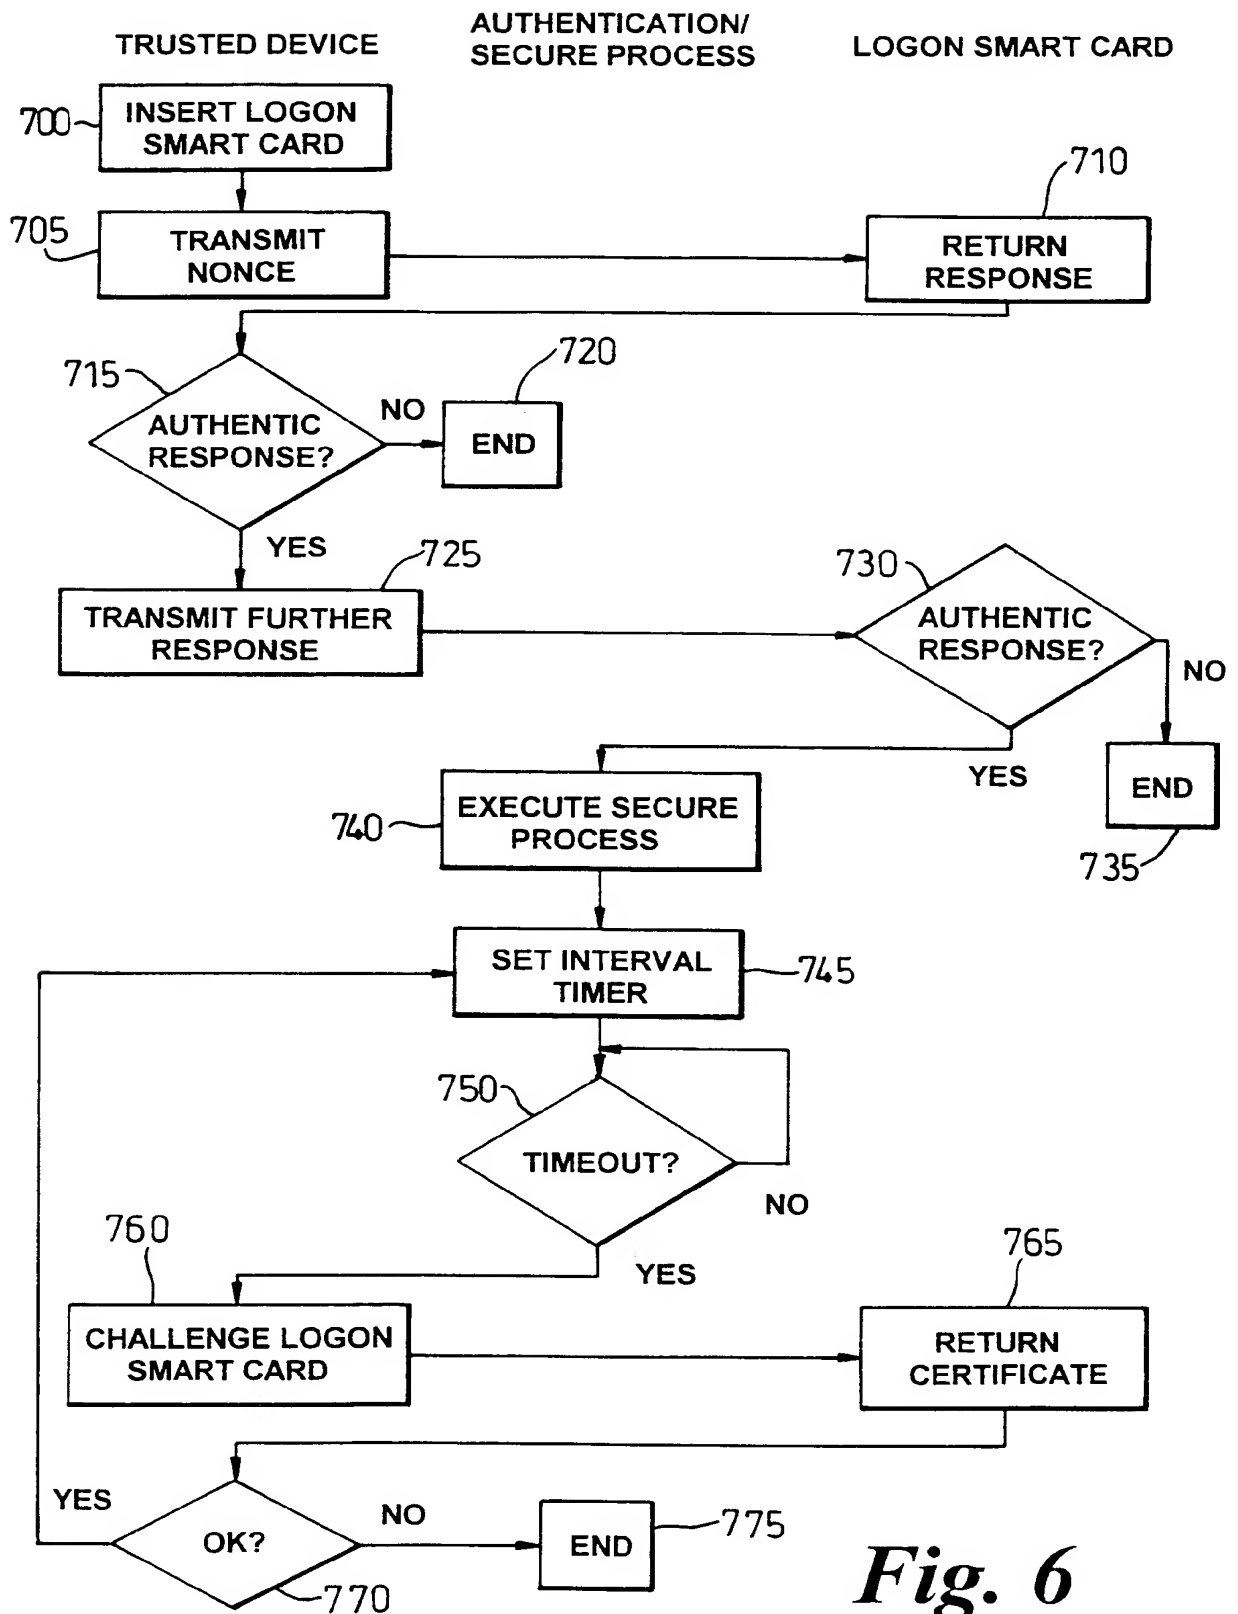 TRUSTED DEVICE
AUTHENTICATION/
SECURE PROCESS
LOGON SMART CARD
700
INSERT LOGON
SMART CARD
710
705
TRANSMIT
NONCE
RETURN
RESPONSE
715
720
AUTHENTIC
RESPONSE?
NO
END
YES
725
730
TRANSMIT FURTHER
RESPONSE
AUTHENTIC
RESPONSE?
NO
YES
END
735
740
EXECUTE SECURE
PROCESS
SET INTERVAL
TIMER
745
750
TIMEOUT?
NO
YES
760
765
CHALLENGE LOGON
SMART CARD
RETURN
CERTIFICATE
YES
OK?
NO
END
775
770
Fig. 6